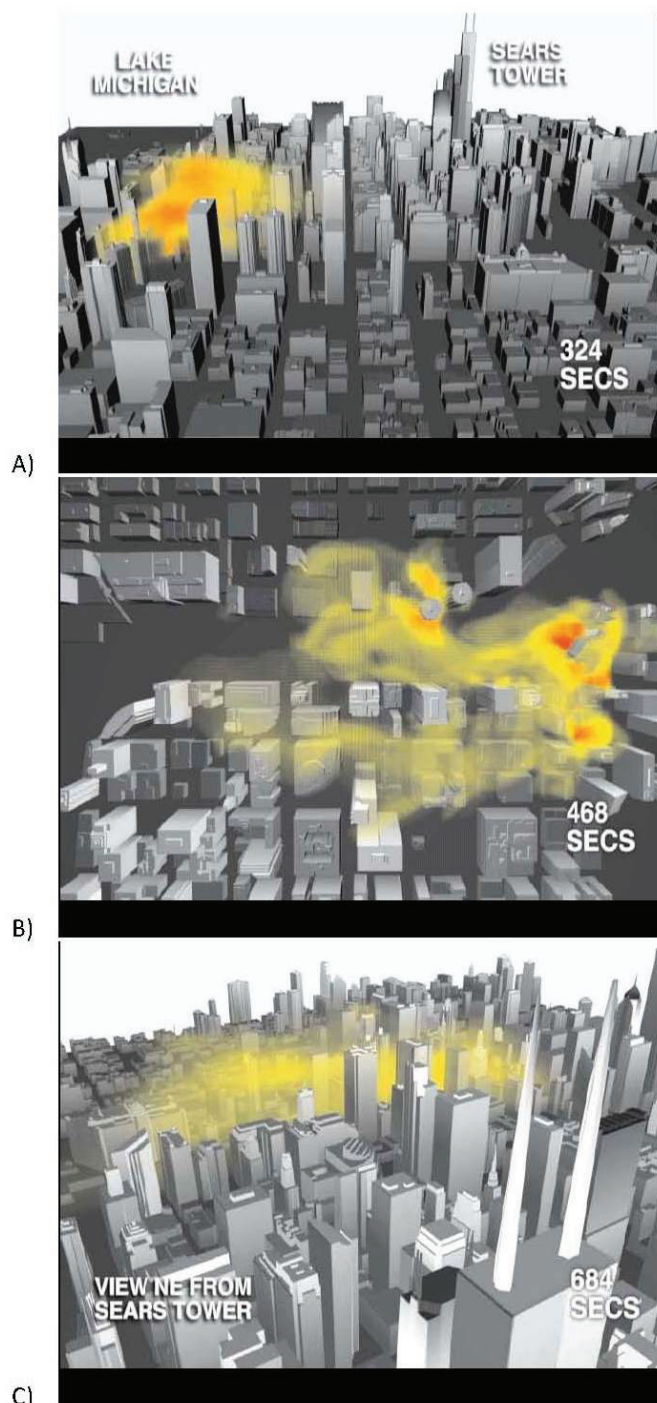 LAKE
MICHIGAN
SEARS
TOWER
324
SECS
A)
468
SECS
B)
VIEW NE FROM
SEARS TOWER
684
SECS
C)